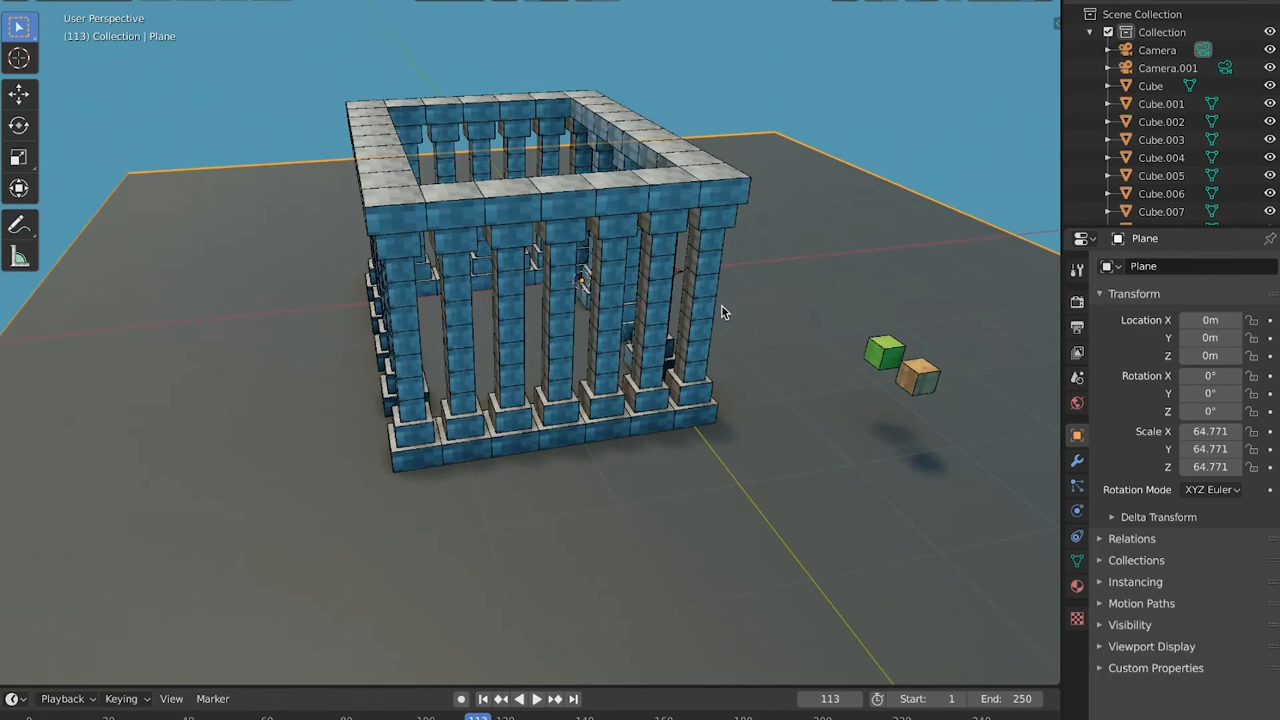 User Perspective
(113) Collection | Plane
Scene Collection
Collection
Camera
Camera.001
Cube
Cube.001
Cube.002
Cube.003
Cube.004
Cube.005
Cube.006
Cube.007
Plane
Plane
Transform
Location X 0m
Y 0m
Z 0m
Rotation X 0°
Y 0°
Z 0°
Scale X 64.771
Y 64.771
Z 64.771
Rotation Mode XYZ Euler
Delta Transform
Relations
Collections
Instancing
Motion Paths
Visibility
Viewport Display
Custom Properties
Playback Keying View Marker 113 Start: 1 End: 250
113